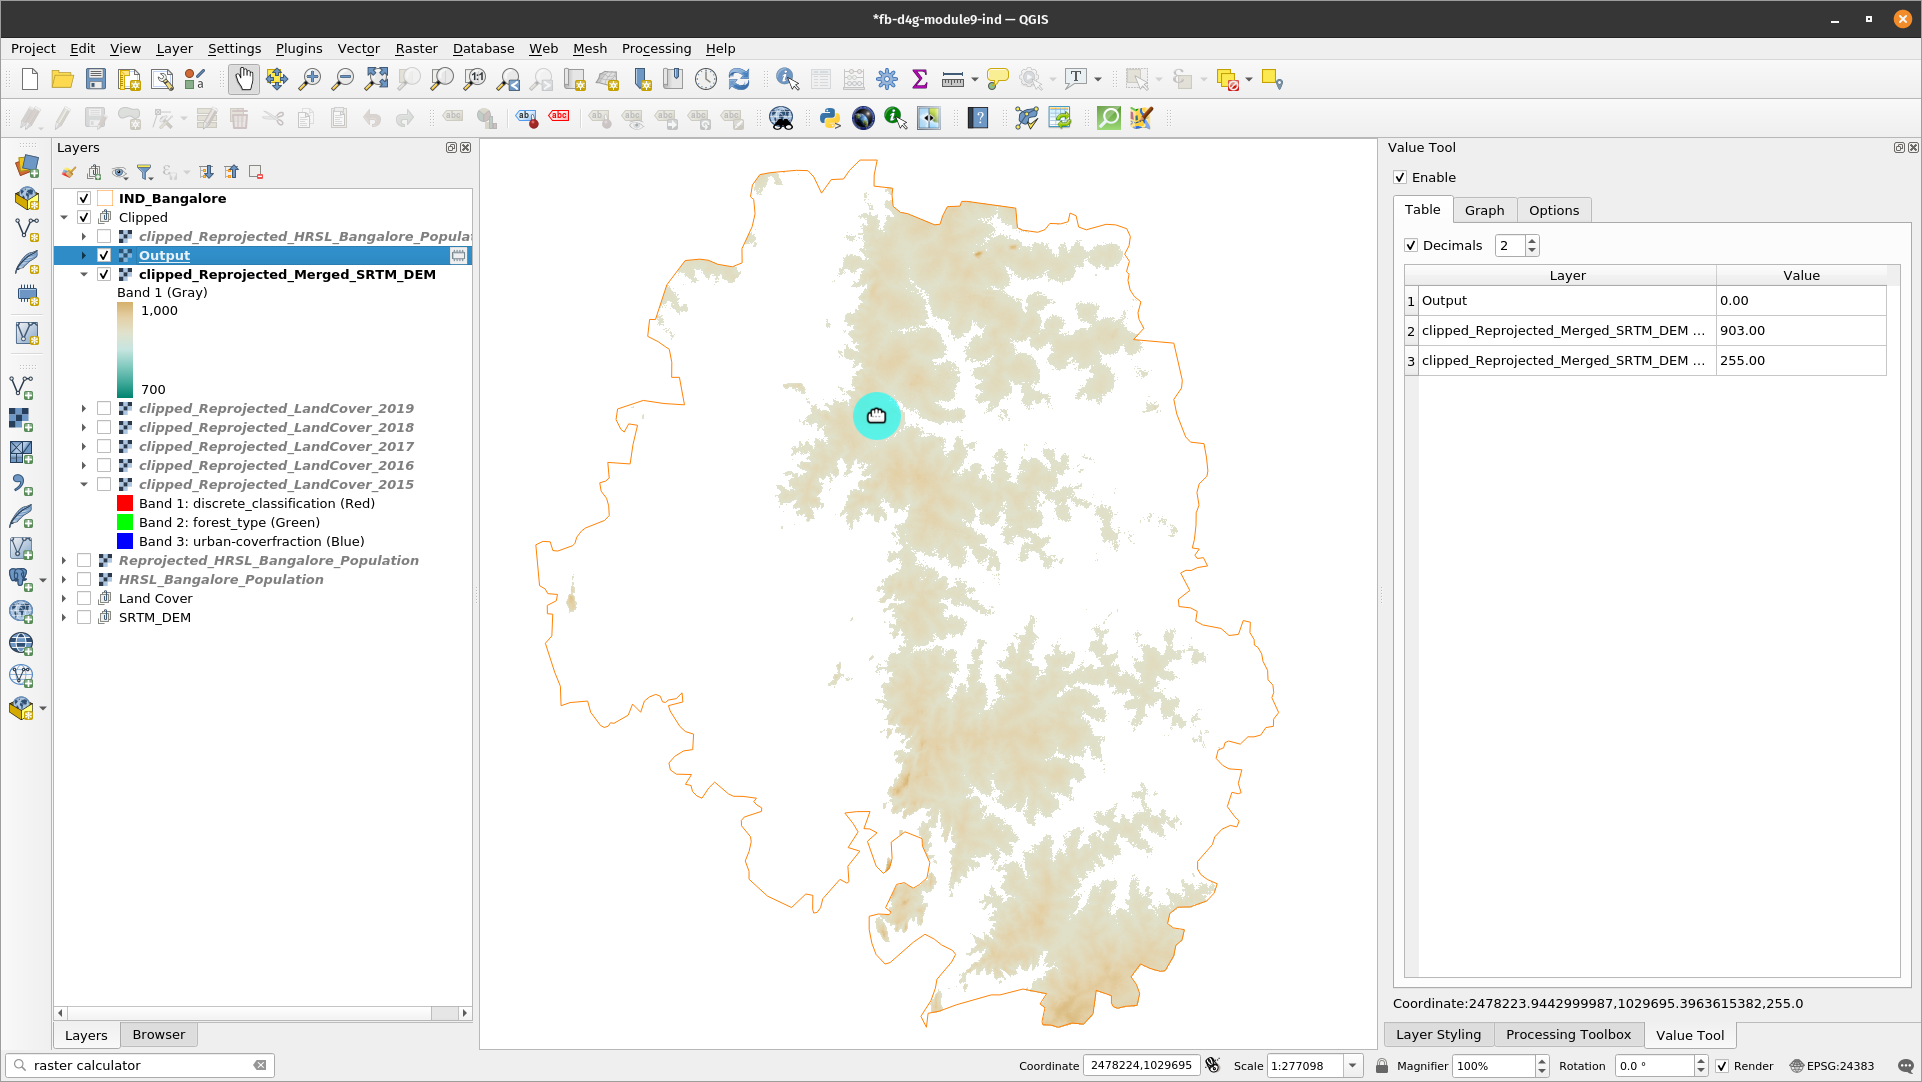 *fb-d4g-module9-ind — QGIS
Project Edit View Layer Settings Plugins Vector Raster Database Web Mesh Processing Help
Layers
IND_Bangalore
Clipped
clipped_Reprojected_HRSL_Bangalore_Populat
Output
clipped_Reprojected_Merged_SRTM_DEM
Band 1 (Gray)
1,000
700
clipped_Reprojected_LandCover_2019
clipped_Reprojected_LandCover_2018
clipped_Reprojected_LandCover_2017
clipped_Reprojected_LandCover_2016
clipped_Reprojected_LandCover_2015
Band 1: discrete_classification (Red)
Band 2: forest_type (Green)
Band 3: urban-coverfraction (Blue)
Reprojected_HRSL_Bangalore_Population
HRSL_Bangalore_Population
Land Cover
SRTM_DEM
Layers Browser
Value Tool
Enable
Table Graph Options
Decimals 2
Layer Value
1 Output 0.00
2 clipped_Reprojected_Merged_SRTM_DEM ... 903.00
3 clipped_Reprojected_Merged_SRTM_DEM ... 255.00
Coordinate:2478223.9442999987,1029695.3963615382,255.0
Layer Styling Processing Toolbox Value Tool
raster calculator
Coordinate 2478224,1029695 Scale 1:277098 Magnifier 100% Rotation 0.0 ° Render EPSG:24383